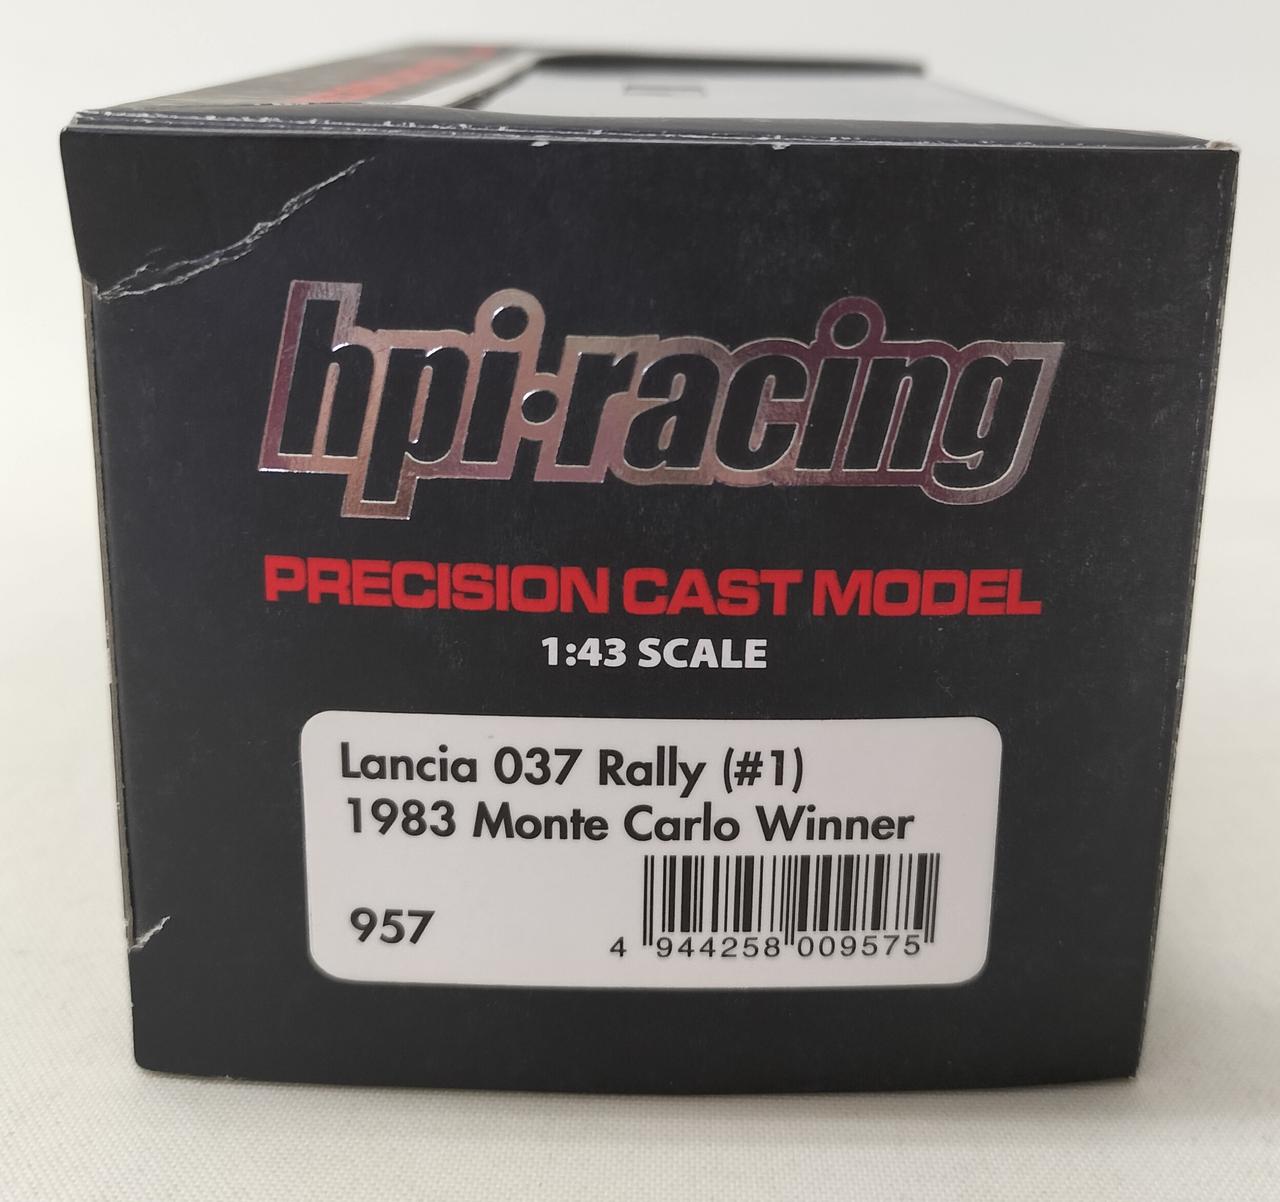 hpi·racing
PRECISION CAST MODEL
1:43 SCALE
Lancia 037 Rally (#1)
1983 Monte Carlo Winner
957
4 944258 009575